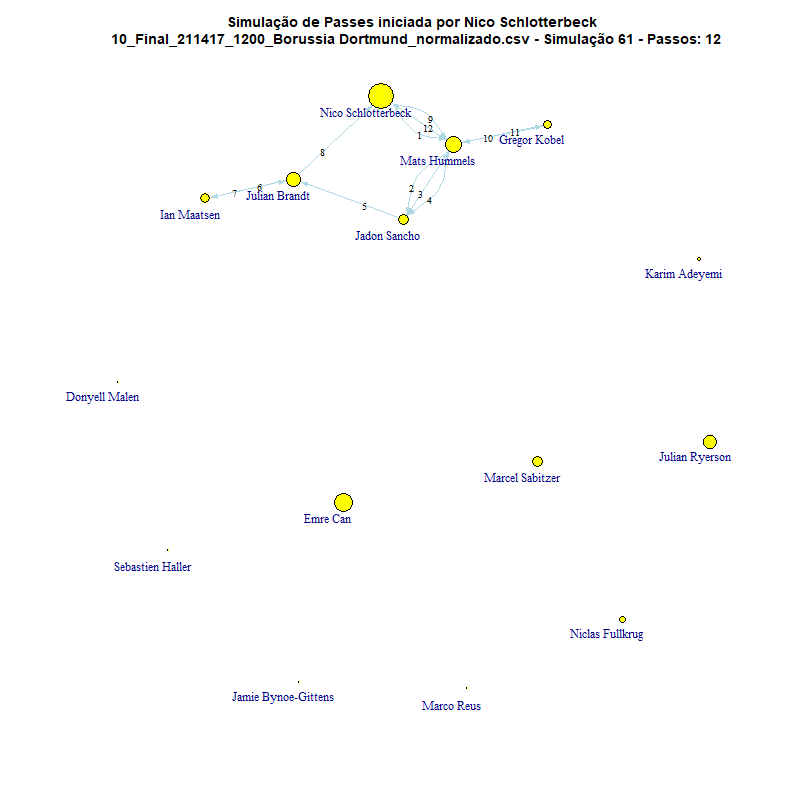 Simulação de Passes iniciada por Nico Schlotterbeck
10_Final_211417_1200_Borussia Dortmund_normalizado.csv - Simulação 61 - Passos: 12
Nico Schlotterbeck
9
12
1
10
11
Gregor Kobel
Mats Hummels
8
2
3
4
7
6
Julian Brandt
Ian Maatsen
5
Jadon Sancho
Karim Adeyemi
Donyell Malen
Julian Ryerson
Marcel Sabitzer
Emre Can
Sebastien Haller
Niclas Fullkrug
Jamie Bynoe-Gittens
Marco Reus